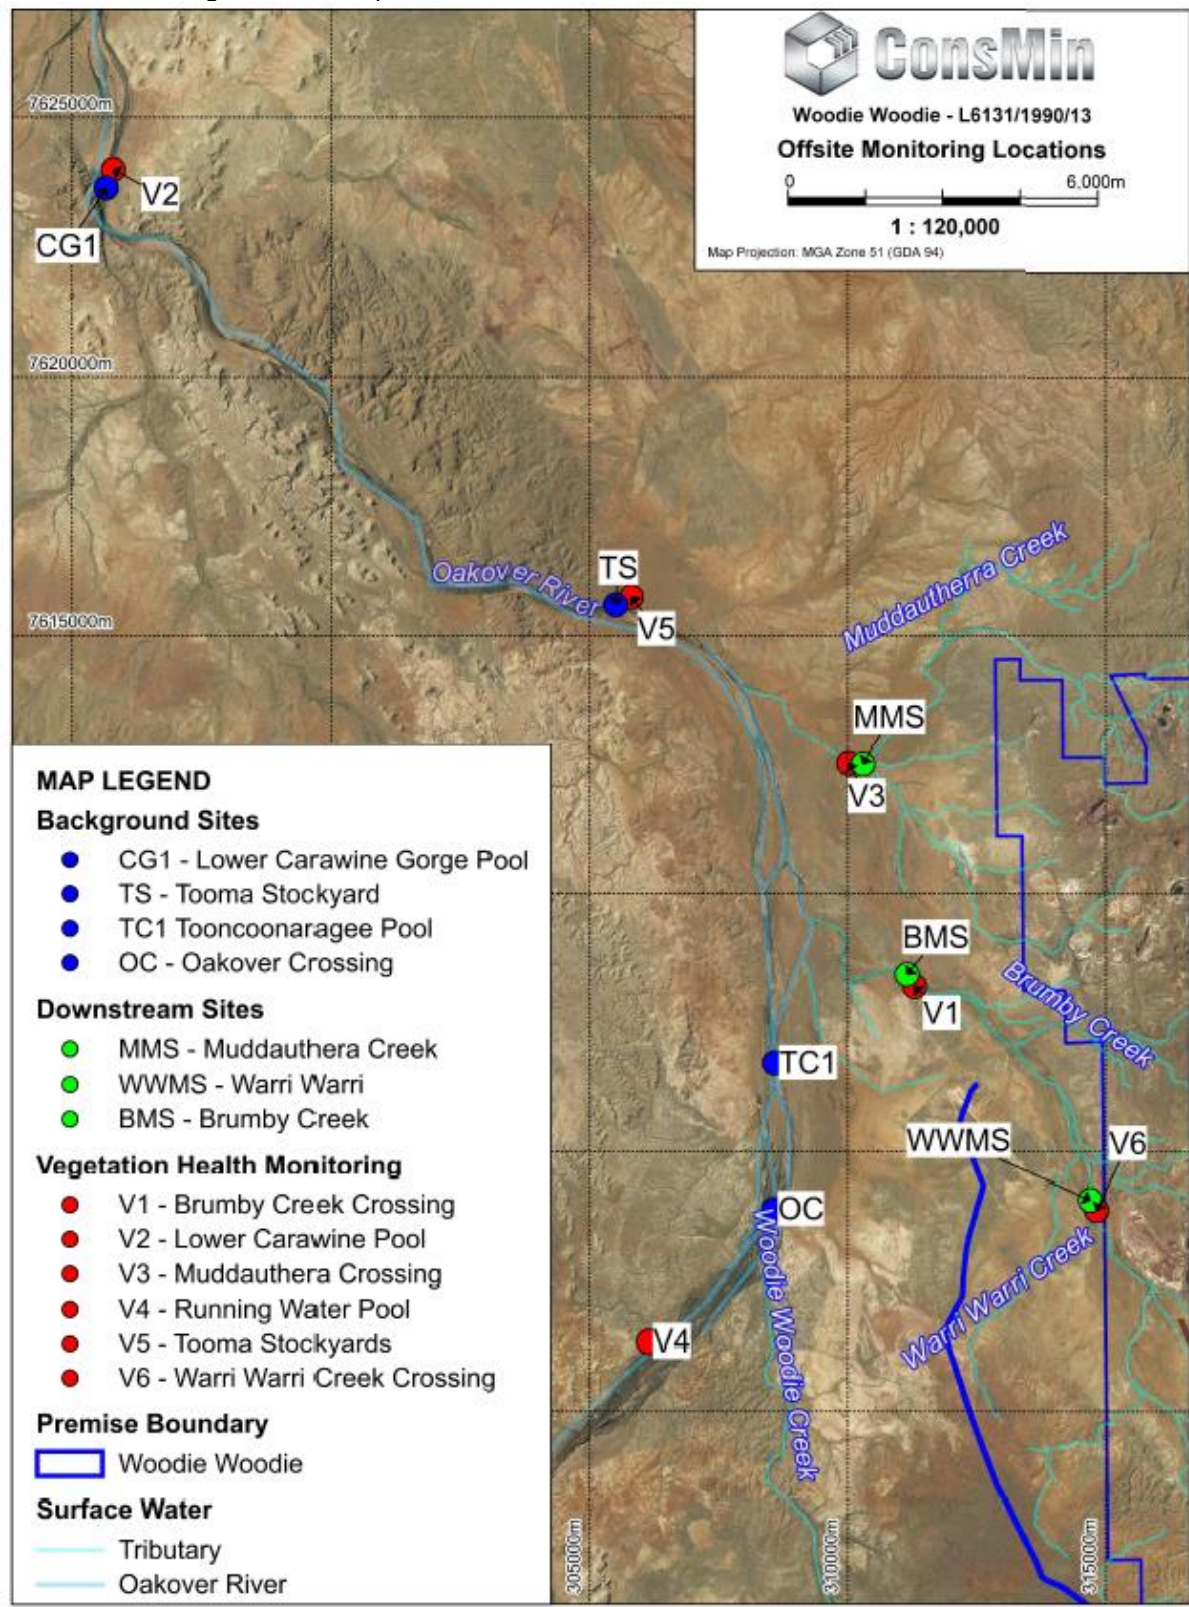 ConsMin
Woodie Woodie - L6131/1990/13
Offsite Monitoring Locations
0 6,000m
1 : 120,000
Map Projection: MGA Zone 51 (GDA 94)
7625000m
V2
CG1
7620000m
Muddautherra Creek
TS
Oakover River
V5
7615000m
MMS
V3
BMS
V1
Brumby Creek
TC1
WWMS
V6
OC
Woodie Woodie Creek
Warri Warri Creek
V4
305000m
310000m
315000m
MAP LEGEND
Background Sites
CG1 - Lower Carawine Gorge Pool
TS - Tooma Stockyard
TC1 Tooncoonaragee Pool
OC - Oakover Crossing
Downstream Sites
MMS - Muddauthera Creek
WWMS - Warri Warri
BMS - Brumby Creek
Vegetation Health Monitoring
V1 - Brumby Creek Crossing
V2 - Lower Carawine Pool
V3 - Muddauthera Crossing
V4 - Running Water Pool
V5 - Tooma Stockyards
V6 - Warri Warri Creek Crossing
Premise Boundary
Woodie Woodie
Surface Water
Tributary
Oakover River